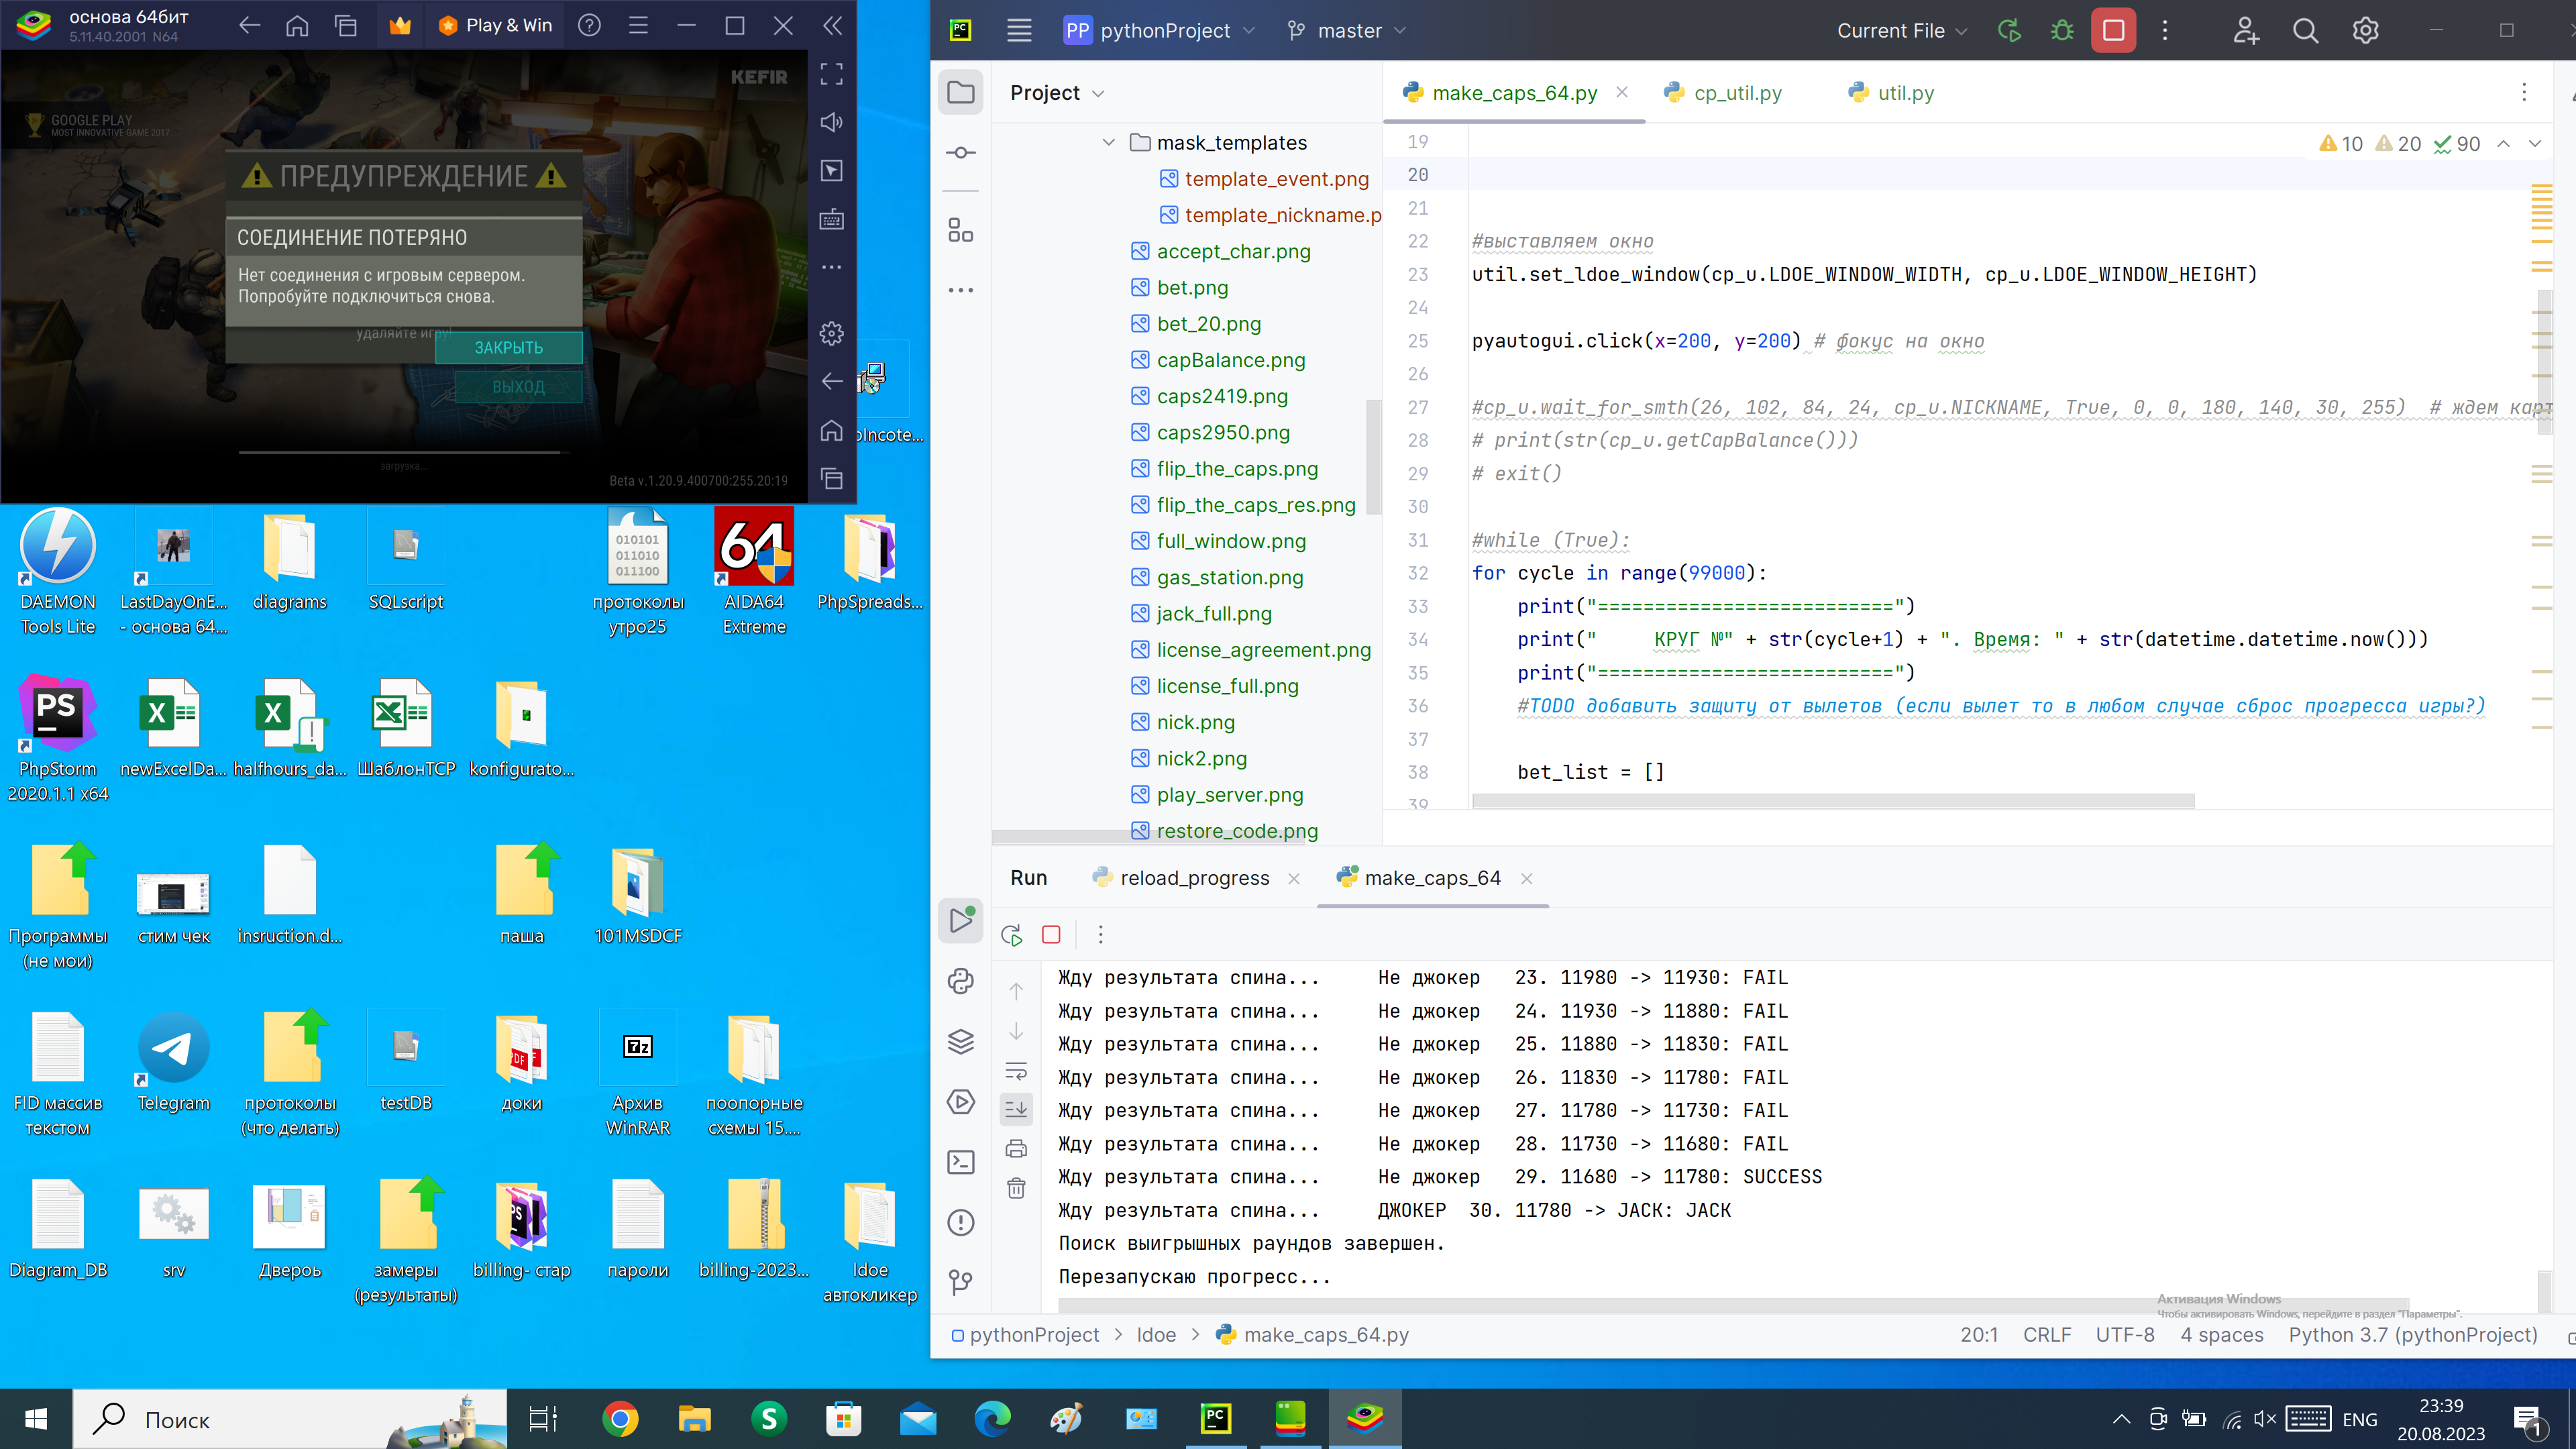 основа 64бит
5.11.40.2001 N64
Play & Win
KEFIR
GOOGLE PLAY
MOST INNOVATIVE GAME 2017
ПРЕДУПРЕЖДЕНИЕ
СОЕДИНЕНИЕ ПОТЕРЯНО
Нет соединения с игровым сервером.
Попробуйте подключиться снова.
удаляйте игру!
ЗАКРЫТЬ
ВЫХОД
загрузка...
Beta v.1.20.9.400700:255.20:19
DAEMON
Tools Lite
LastDayOnE...
- основа 64...
diagrams
SQLscript
протоколы
утро25
AIDA64
Extreme
PhpSpreads...
PhpStorm
2020.1.1 x64
newExcelDa...
halfhours_da...
ШаблонТСР
konfigurato...
Программы
(не мои)
стим чек
insruction.d...
паша
101MSDCF
FID массив
текстом
Telegram
протоколы
(что делать)
testDB
доки
Архив
WinRAR
поопорные
схемы 15....
Diagram_DB
srv
Двероь
замеры
(результаты)
billing- стар
пароли
billing-2023...
ldoe
автокликер
PP pythonProject
master
Current File
Project
make_caps_64.py
cp_util.py
util.py
mask_templates
template_event.png
template_nickname.p
accept_char.png
bet.png
bet_20.png
capBalance.png
caps2419.png
caps2950.png
flip_the_caps.png
flip_the_caps_res.png
full_window.png
gas_station.png
jack_full.png
license_agreement.png
license_full.png
nick.png
nick2.png
play_server.png
restore_code.png
10 20 90
19
20
21
22 #выставляем окно
23 util.set_ldoe_window(cp_u.LDOE_WINDOW_WIDTH, cp_u.LDOE_WINDOW_HEIGHT)
24
25 pyautogui.click(x=200, y=200) # фокус на окно
26
27 #cp_u.wait_for_smth(26, 102, 84, 24, cp_u.NICKNAME, True, 0, 0, 180, 140, 30, 255) # ждем карт
28 # print(str(cp_u.getCapBalance()))
29 # exit()
30
31 #while (True):
32 for cycle in range(99000):
33 print("==========================")
34 print("     КРУГ №" + str(cycle+1) + ". Время: " + str(datetime.datetime.now()))
35 print("==========================")
36 #TODO добавить защиту от вылетов (если вылет то в любом случае сброс прогресса игры?)
37
38 bet_list = []
39
Run
reload_progress
make_caps_64
Жду результата спина... Не джокер 23. 11980 -> 11930: FAIL
Жду результата спина... Не джокер 24. 11930 -> 11880: FAIL
Жду результата спина... Не джокер 25. 11880 -> 11830: FAIL
Жду результата спина... Не джокер 26. 11830 -> 11780: FAIL
Жду результата спина... Не джокер 27. 11780 -> 11730: FAIL
Жду результата спина... Не джокер 28. 11730 -> 11680: FAIL
Жду результата спина... Не джокер 29. 11680 -> 11780: SUCCESS
Жду результата спина... ДЖОКЕР 30. 11780 -> JACK: JACK
Поиск выигрышных раундов завершен.
Перезапускаю прогресс...
Активация Windows
Чтобы активировать Windows, перейдите в раздел "Параметры".
pythonProject > ldoe > make_caps_64.py
20:1 CRLF UTF-8 4 spaces Python 3.7 (pythonProject)
Поиск
ENG
23:39
20.08.2023
1